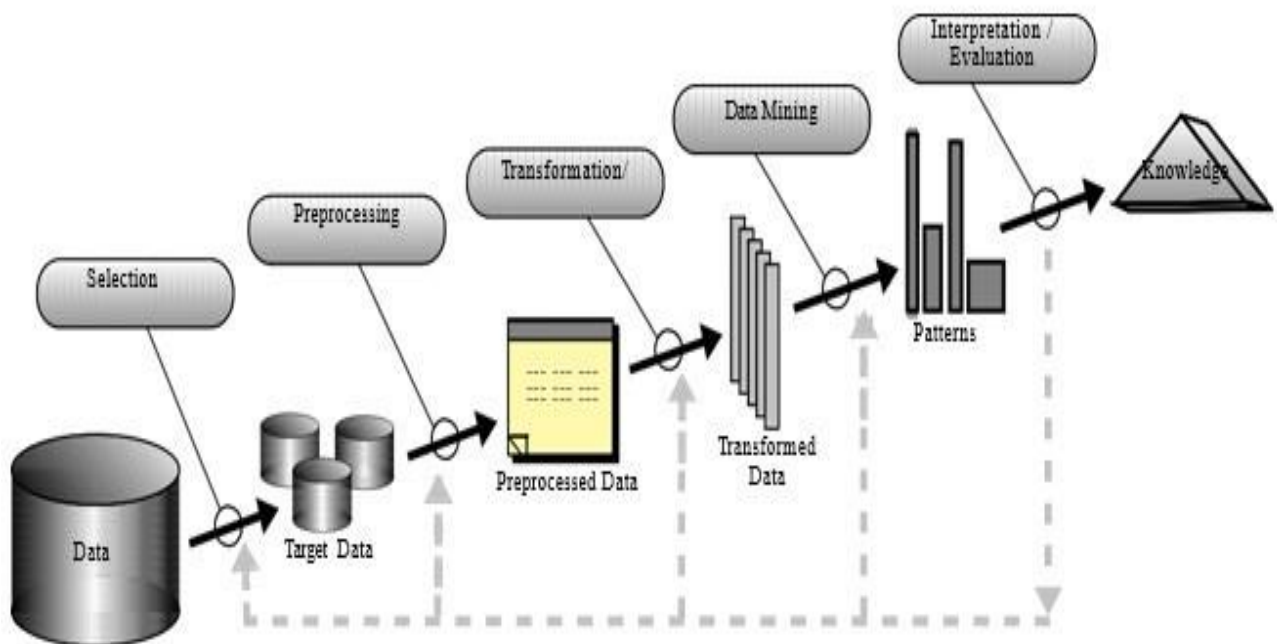 Interpretation /
Evaluation
Data Mining
Transformation/
Preprocessing
Selection
Knowledge
Patterns
Transformed
Data
Preprocessed Data
Target Data
Data